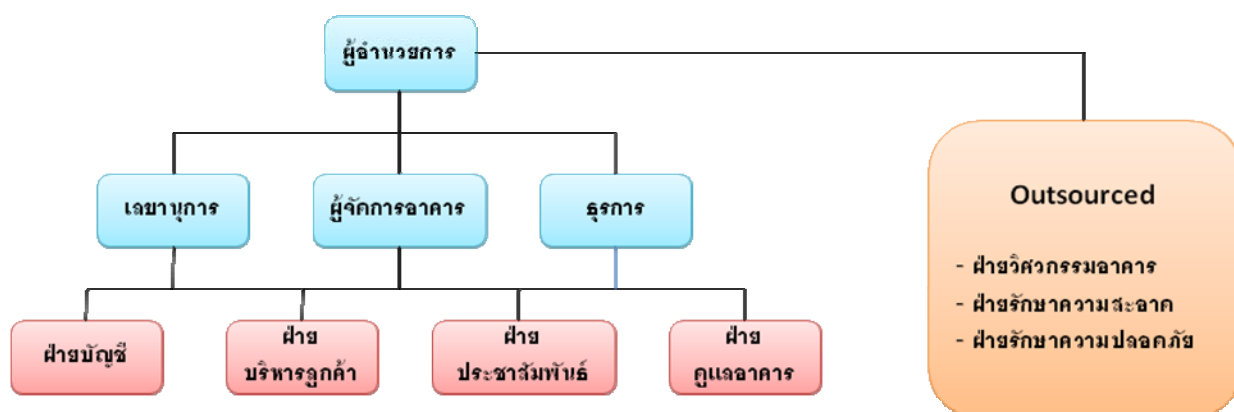 ผู้อำนวยการ
เลขานุการ
ผู้จัดการอาคาร
ธุรการ
Outsourced
- ฝ่ายวิศวกรรมอาคาร
- ฝ่ายรักษาความสะอาด
- ฝ่ายรักษาความปลอดภัย
ฝ่ายบัญชี
ฝ่าย
บริหารลูกค้า
ฝ่าย
ประชาสัมพันธ์
ฝ่าย
ดูแลอาคาร